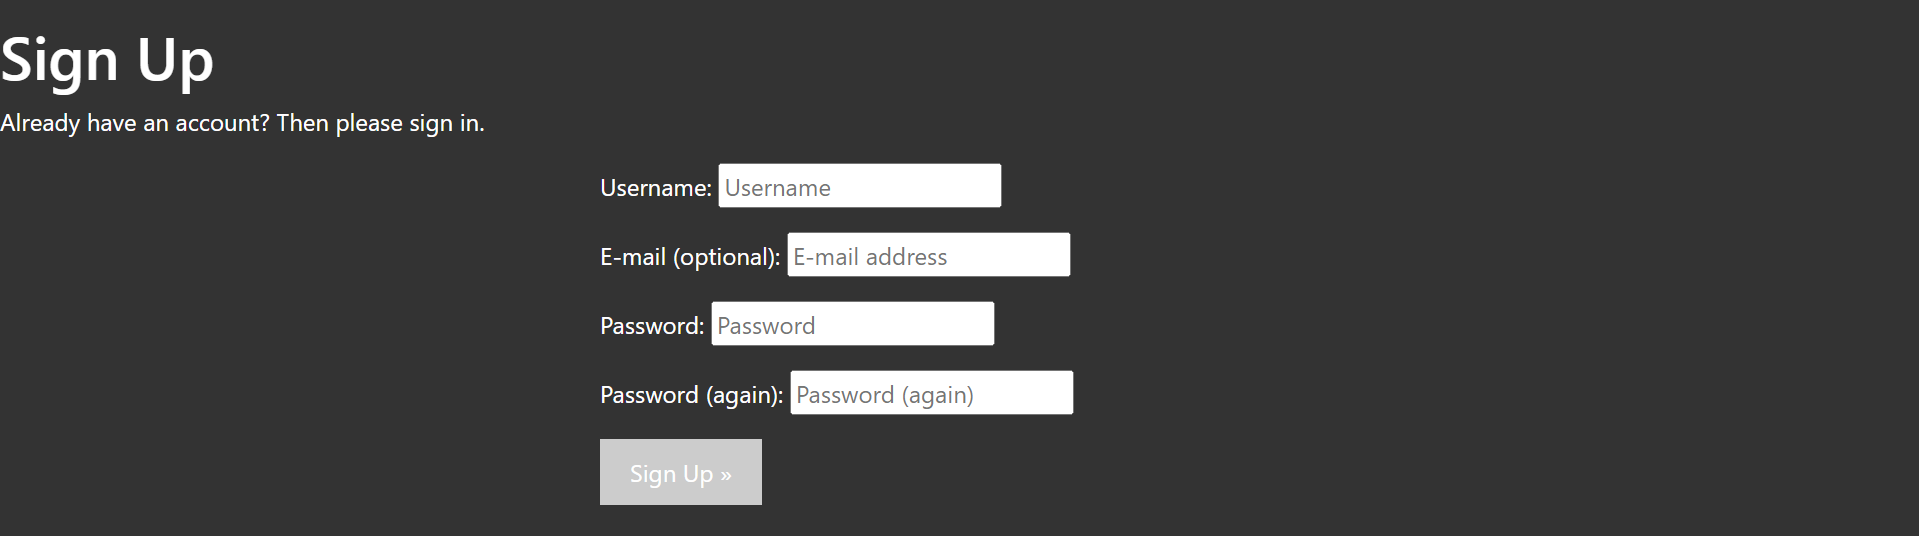 Sign Up
Already have an account? Then please sign in.
Username: Username
E-mail (optional): E-mail address
Password: Password
Password (again): Password (again)
Sign Up »